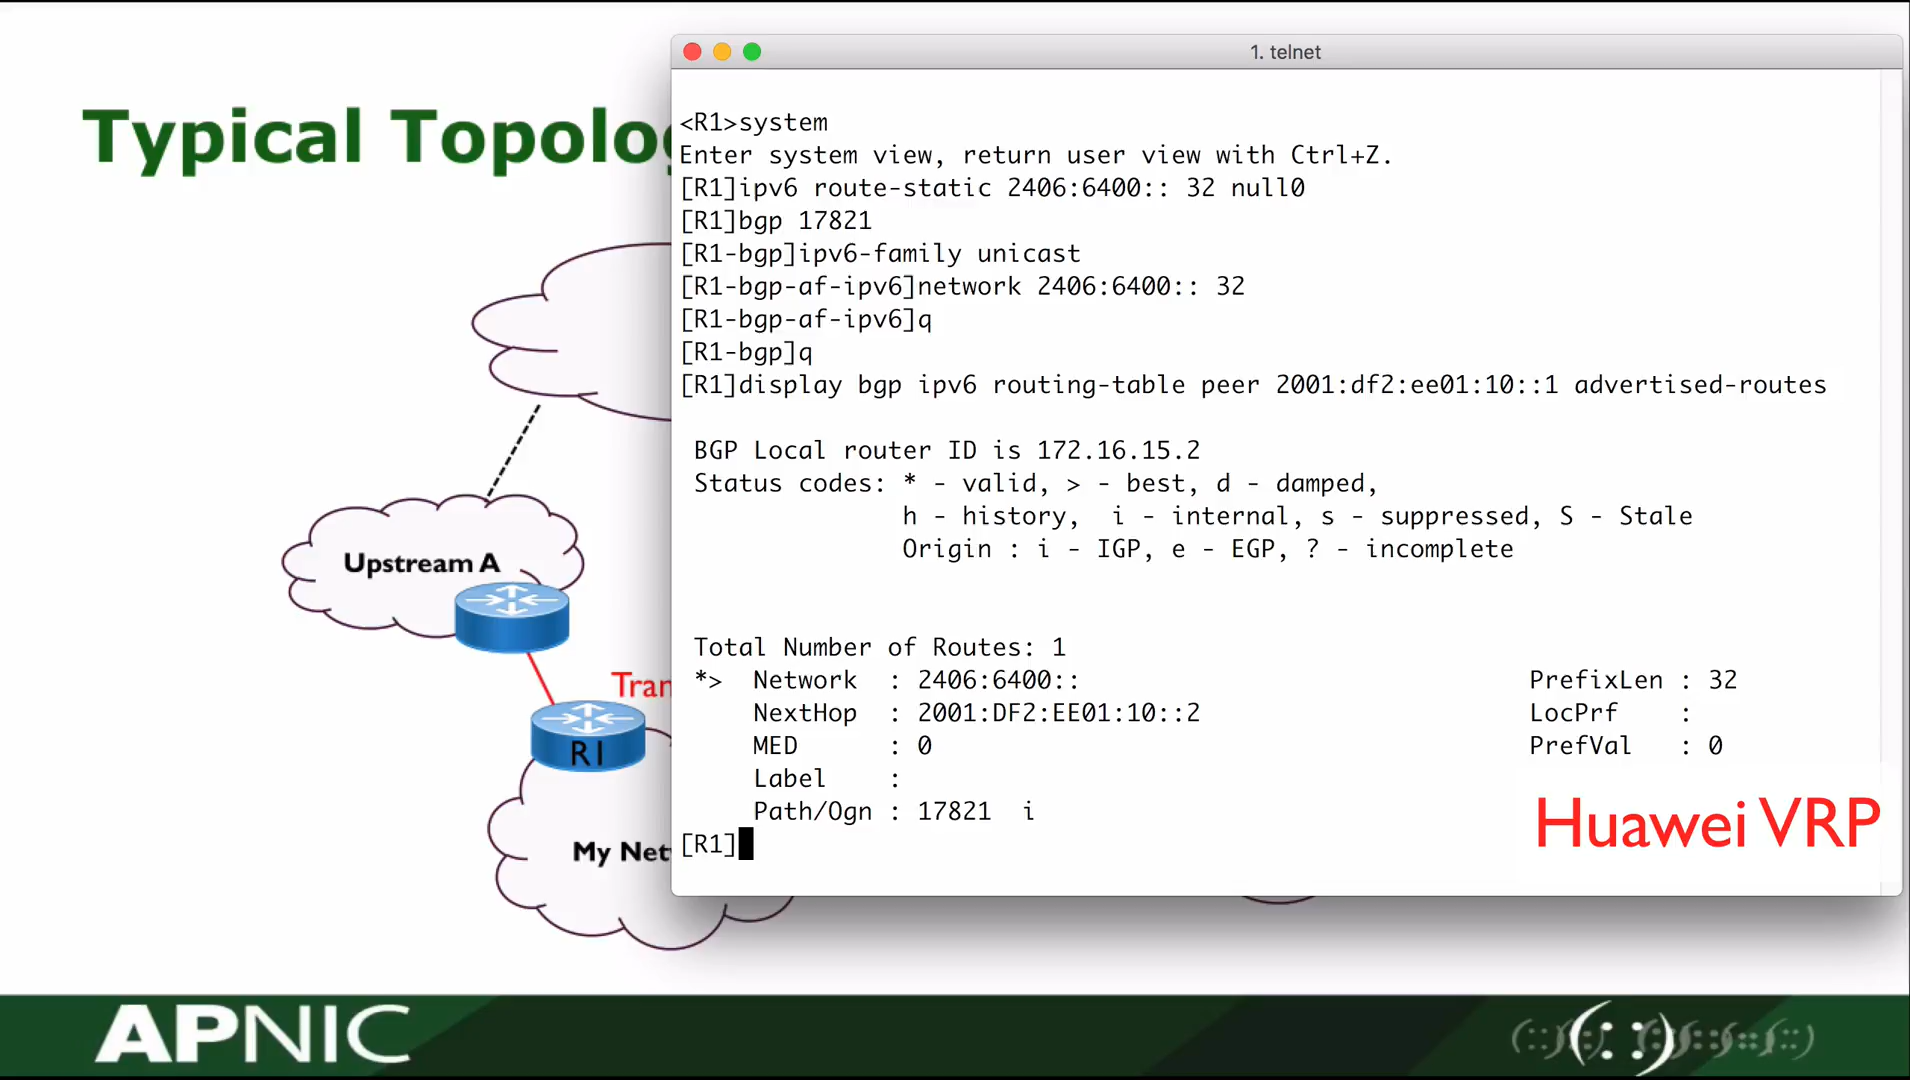 Typical Topolo
1. telnet
<R1>system
Enter system view, return user view with Ctrl+Z.
[R1]ipv6 route-static 2406:6400:: 32 null0
[R1]bgp 17821
[R1-bgp]ipv6-family unicast
[R1-bgp-af-ipv6]network 2406:6400:: 32
[R1-bgp-af-ipv6]q
[R1-bgp]q
[R1]display bgp ipv6 routing-table peer 2001:df2:ee01:10::1 advertised-routes
BGP Local router ID is 172.16.15.2
Status codes: * - valid, > - best, d - damped,
h - history,  i - internal, s - suppressed, S - Stale
Origin : i - IGP, e - EGP, ? - incomplete
Total Number of Routes: 1
*>  Network  : 2406:6400::                              PrefixLen : 32
NextHop  : 2001:DF2:EE01:10::2                      LocPrf    :
MED      : 0                                        PrefVal   : 0
Label    :
Path/Ogn : 17821  i
[R1]
Huawei VRP
Upstream A
Tran
R1
My Net
APNIC
(::)(::)(::)(::)(::)